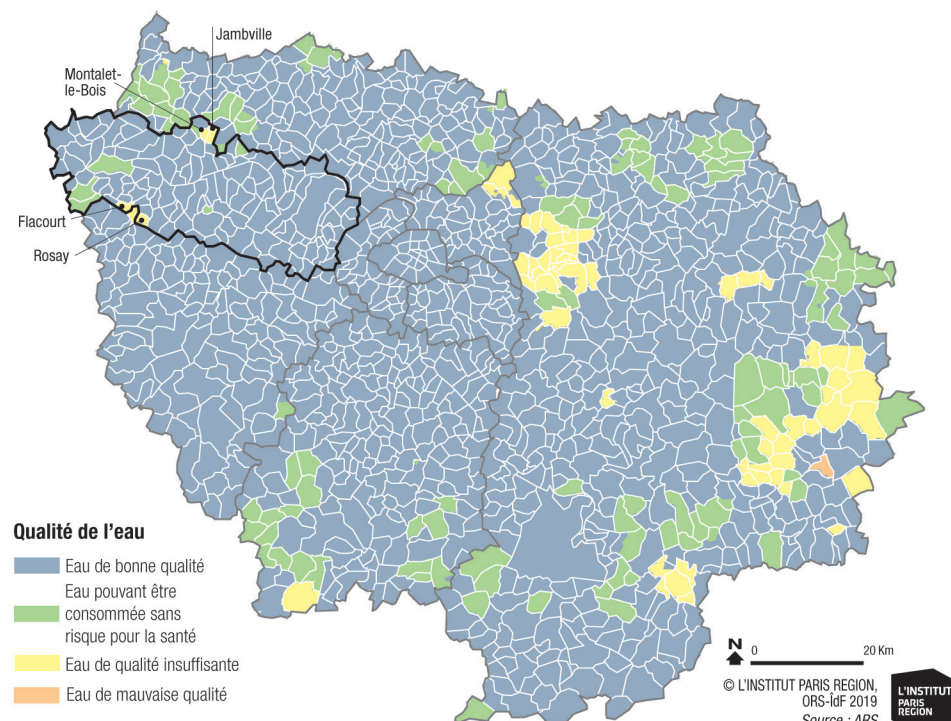 Jambville
Montalet-
le-Bois
Flacourt
Rosay
Qualité de l'eau
Eau de bonne qualité
Eau pouvant être
consommée sans
risque pour la santé
Eau de qualité insuffisante
Eau de mauvaise qualité
N
0 20 Km
© L'INSTITUT PARIS REGION,
ORS-ÎdF 2019
Source : ARS
L'INSTITUT
PARIS
REGION